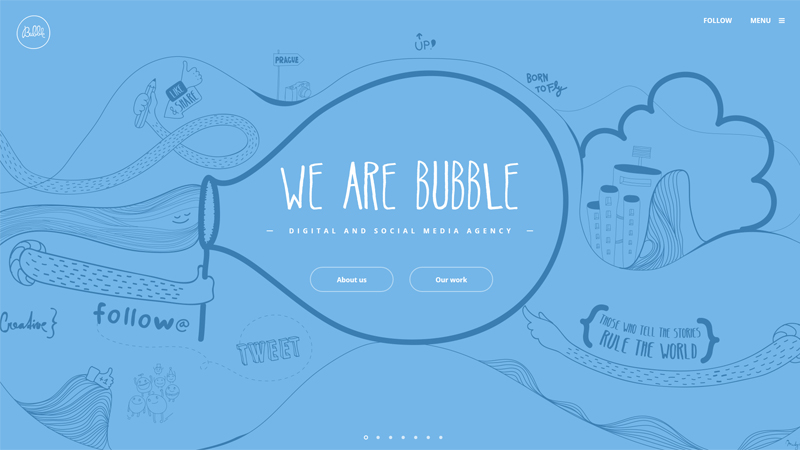 Bubble
FOLLOW
MENU
UP
PRAGUE
BORN
TO Fly
LIKE
& SHARE
WE ARE BUBBLE
DIGITAL AND SOCIAL MEDIA AGENCY
About us
Our work
Creative}
follow@
TWEET
{THOSE WHO TELL THE STORIES
RULE THE WORLD}